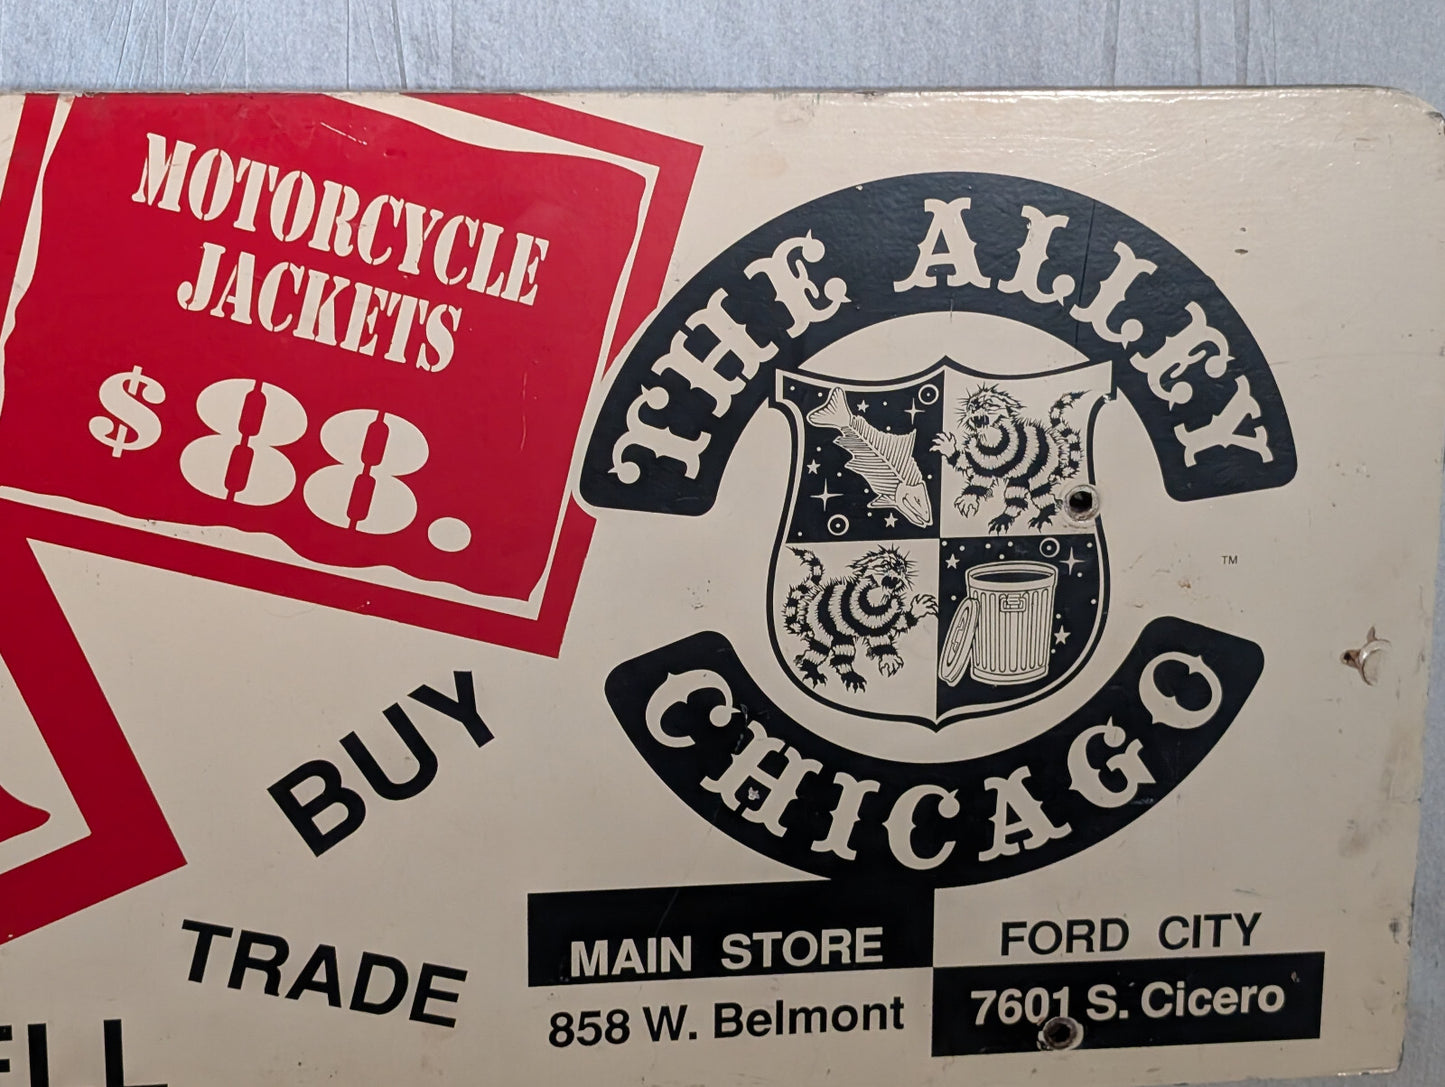 MOTORCYCLE
JACKETS
$88.
THE ALLEY
CHICAGO
TM
BUY
TRADE
MAIN STORE
858 W. Belmont
FORD CITY
7601 S. Cicero